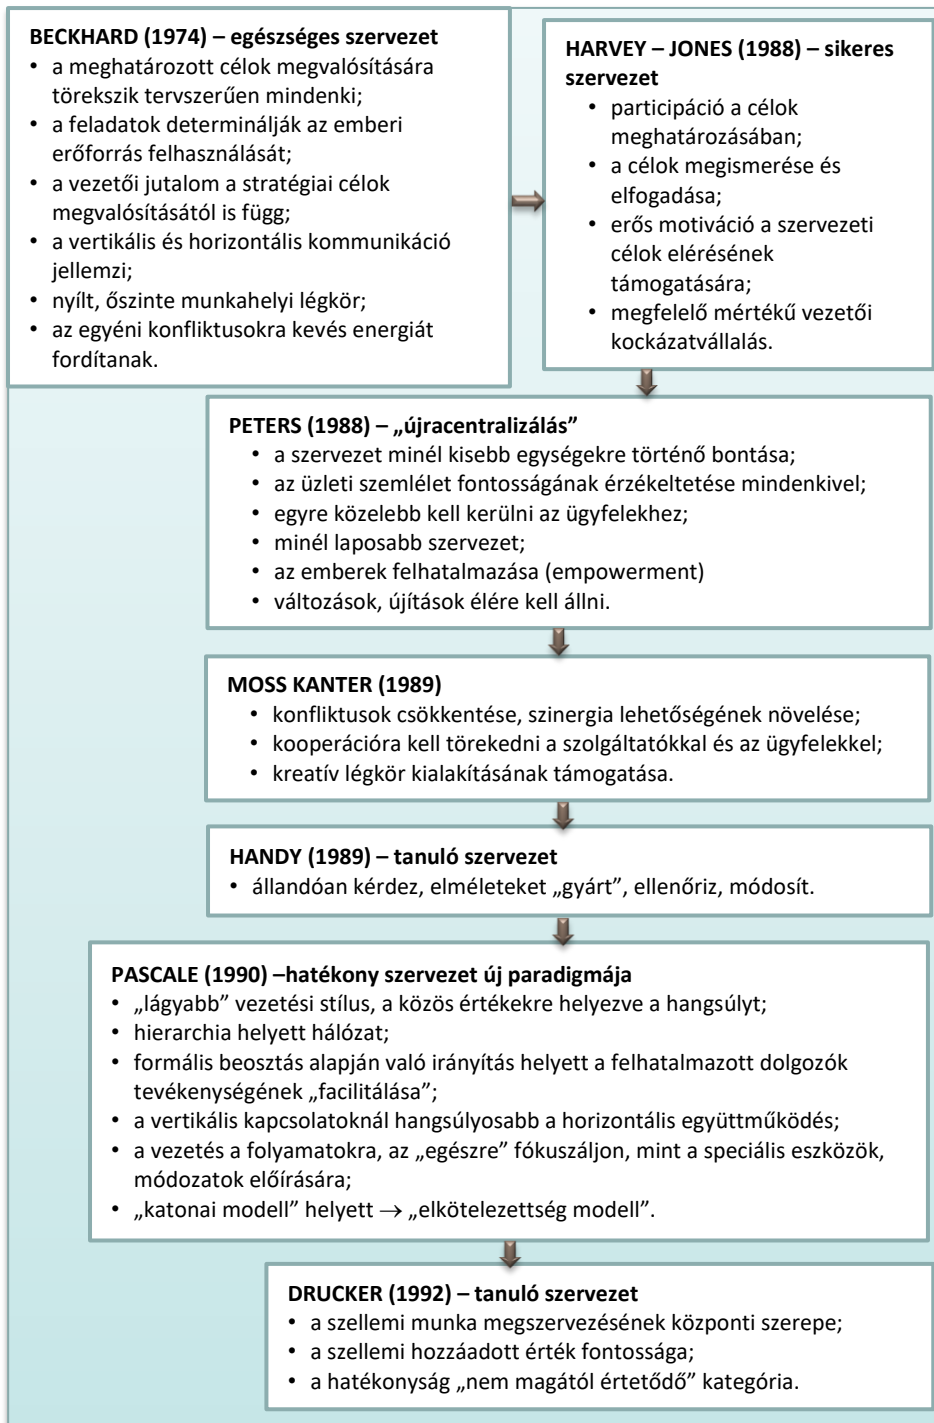 BECKHARD (1974) – egészséges szervezet
• a meghatározott célok megvalósítására
törekszik tervszerűen mindenki;
• a feladatok determinálják az emberi
erőforrás felhasználását;
• a vezetői jutalom a stratégiai célok
megvalósításától is függ;
• a vertikális és horizontális kommunikáció
jellemzi;
• nyílt, őszinte munkahelyi légkör;
• az egyéni konfliktusokra kevés energiát
fordítanak.
HARVEY – JONES (1988) – sikeres
szervezet
• participáció a célok
meghatározásában;
• a célok megismerése és
elfogadása;
• erős motiváció a szervezeti
célok elérésének
támogatására;
• megfelelő mértékű vezetői
kockázatvállalás.
PETERS (1988) – „újracentralizálás”
• a szervezet minél kisebb egységekre történő bontása;
• az üzleti szemlélet fontosságának érzékeltetése mindenkivel;
• egyre közelebb kell kerülni az ügyfelekhez;
• minél laposabb szervezet;
• az emberek felhatalmazása (empowerment)
• változások, újítások élére kell állni.
MOSS KANTER (1989)
• konfliktusok csökkentése, szinergia lehetőségének növelése;
• kooperációra kell törekedni a szolgáltatókkal és az ügyfelekkel;
• kreatív légkör kialakításának támogatása.
HANDY (1989) – tanuló szervezet
• állandóan kérdez, elméleteket „gyárt”, ellenőriz, módosít.
PASCALE (1990) –hatékony szervezet új paradigmája
• „lágyabb” vezetési stílus, a közös értékekre helyezve a hangsúlyt;
• hierarchia helyett hálózat;
• formális beosztás alapján való irányítás helyett a felhatalmazott dolgozók
tevékenységének „facilitálása”;
• a vertikális kapcsolatoknál hangsúlyosabb a horizontális együttműködés;
• a vezetés a folyamatokra, az „egészre” fókuszáljon, mint a speciális eszközök,
módozatok előírására;
• „katonai modell” helyett → „elkötelezettség modell”.
DRUCKER (1992) – tanuló szervezet
• a szellemi munka megszervezésének központi szerepe;
• a szellemi hozzáadott érték fontossága;
• a hatékonyság „nem magától értetődő” kategória.